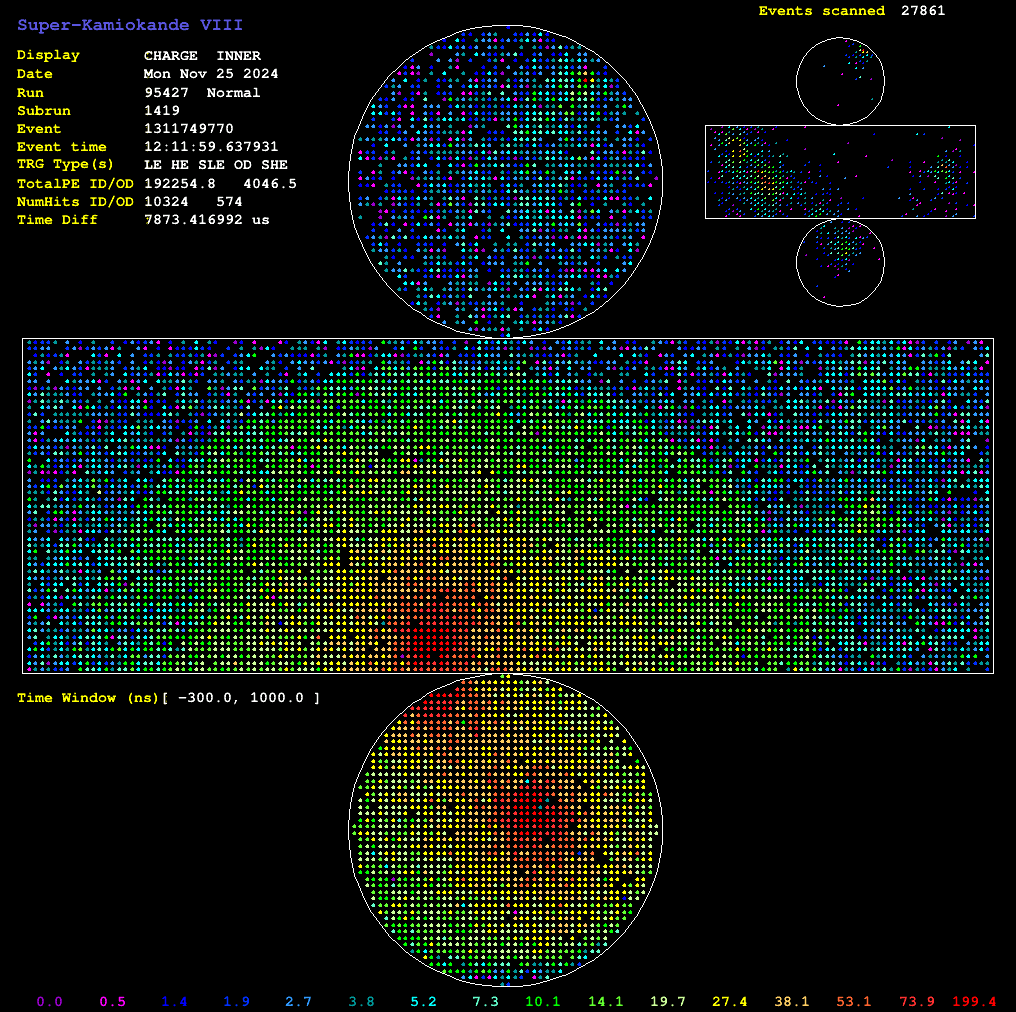 Super-Kamiokande VIII
Events scanned 27861
Display CHARGE INNER
Date Mon Nov 25 2024
Run 95427 Normal
Subrun 1419
Event 1311749770
Event time 12:11:59.637931
TRG Type(s) LE HE SLE OD SHE
TotalPE ID/OD 192254.8 4046.5
NumHits ID/OD 10324 574
Time Diff 7873.416992 us
Time Window (ns)[ -300.0, 1000.0 ]
0.0 0.5 1.4 1.9 2.7 3.8 5.2 7.3 10.1 14.1 19.7 27.4 38.1 53.1 73.9 199.4